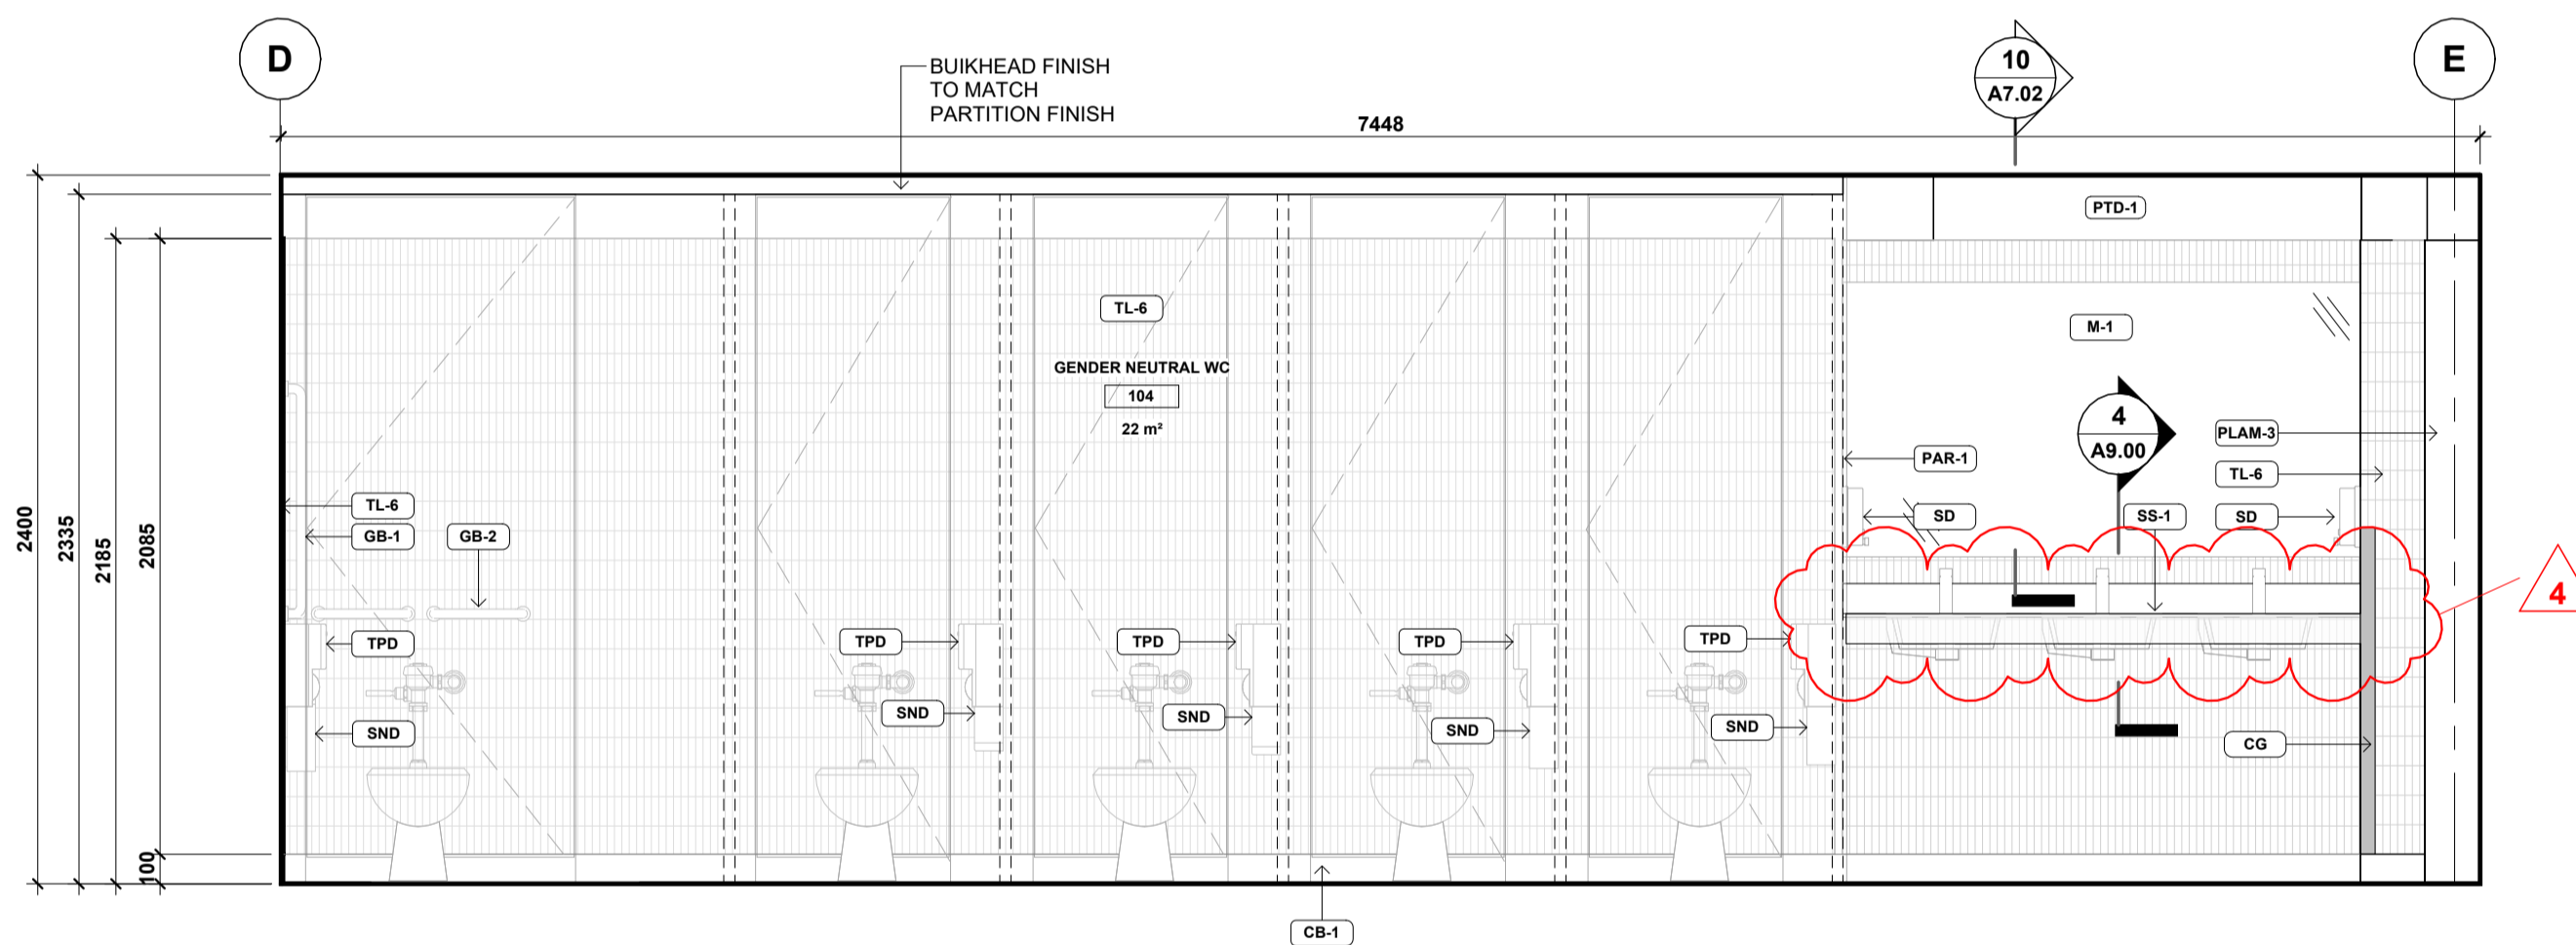 D
10
A7.02
E
BUIKHEAD FINISH
TO MATCH
PARTITION FINISH
7448
PTD-1
TL-6
M-1
GENDER NEUTRAL WC
104
22 m²
4
A9.00
PLAM-3
PAR-1
TL-6
TL-6
SD
SS-1
SD
GB-1
GB-2
2400
2335
2185
2085
100
4
TPD
TPD
TPD
TPD
TPD
SND
SND
SND
SND
SND
CG
CB-1